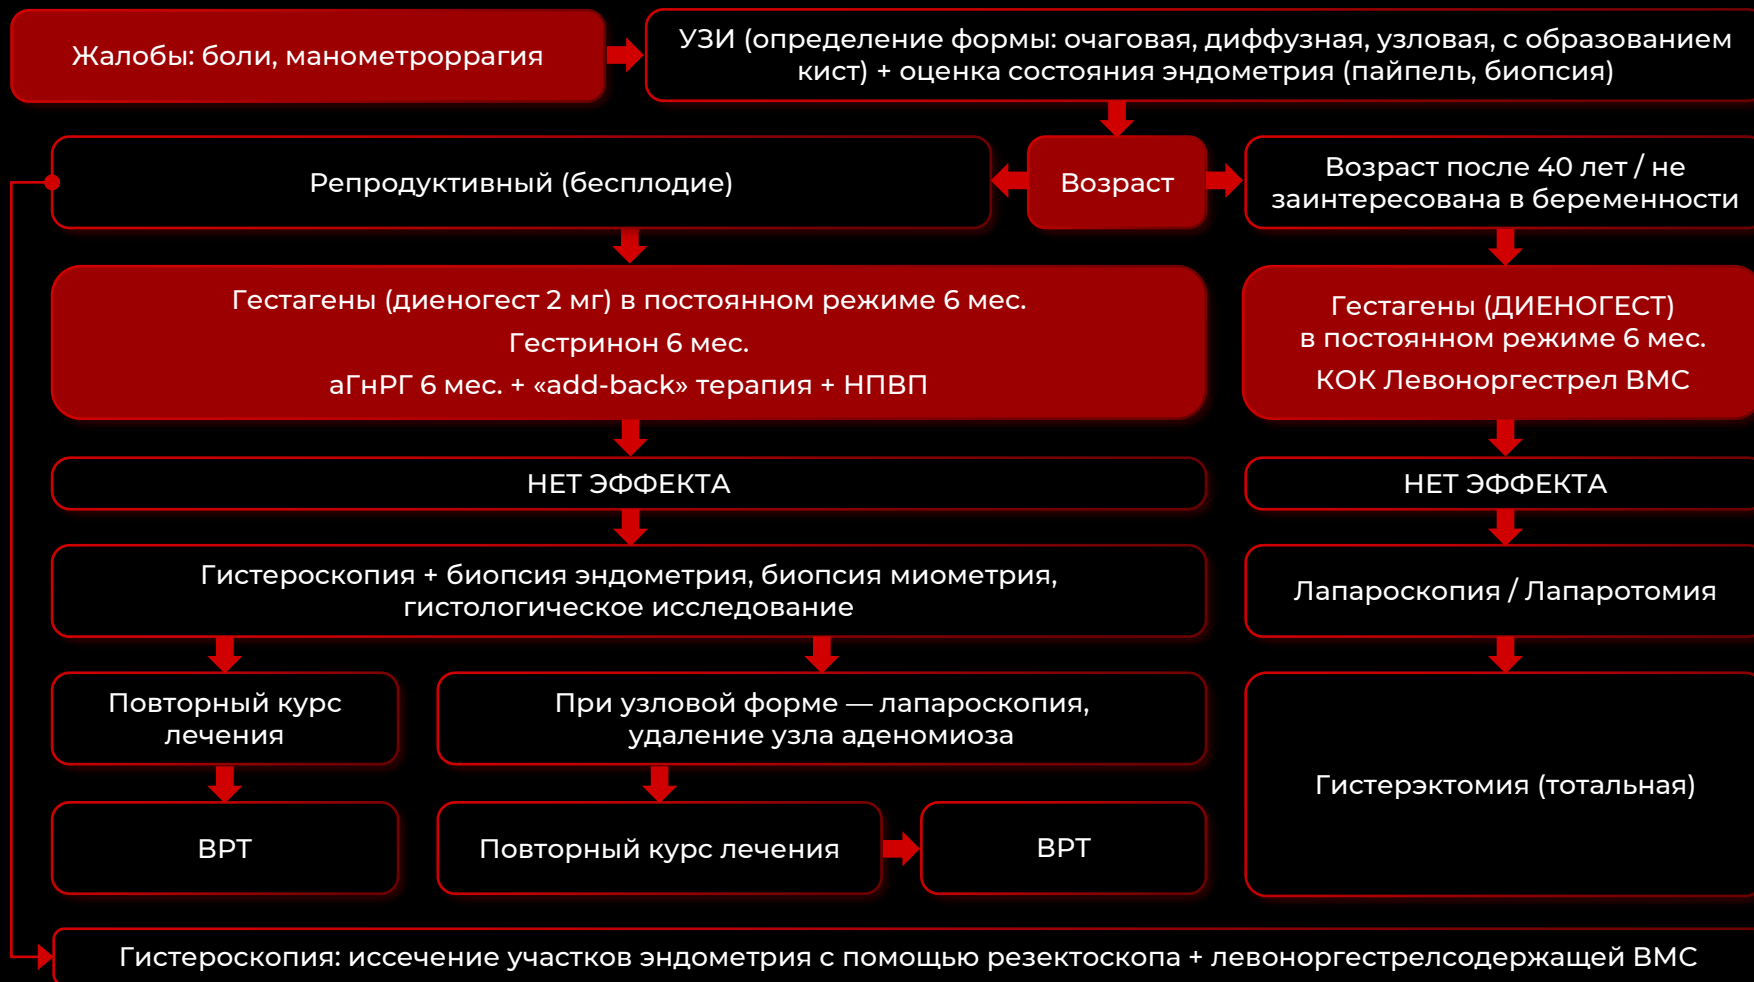 Жалобы: боли, манометроррагия
УЗИ (определение формы: очаговая, диффузная, узловая, с образованием
кист) + оценка состояния эндометрия (пайпель, биопсия)
Репродуктивный (бесплодие)
Возраст
Возраст после 40 лет / не
заинтересована в беременности
Гестагены (диеногест 2 мг) в постоянном режиме 6 мес.
Гестринон 6 мес.
аГнРГ 6 мес. + «add-back» терапия + НПВП
Гестагены (ДИЕНОГЕСТ)
в постоянном режиме 6 мес.
КОК Левоноргестрел ВМС
НЕТ ЭФФЕКТА
НЕТ ЭФФЕКТА
Гистероскопия + биопсия эндометрия, биопсия миометрия,
гистологическое исследование
Лапароскопия / Лапаротомия
Повторный курс
лечения
При узловой форме — лапароскопия,
удаление узла аденомиоза
Гистерэктомия (тотальная)
ВРТ
Повторный курс лечения
ВРТ
Гистероскопия: иссечение участков эндометрия с помощью резектоскопа + левоноргестрелсодержащей ВМС